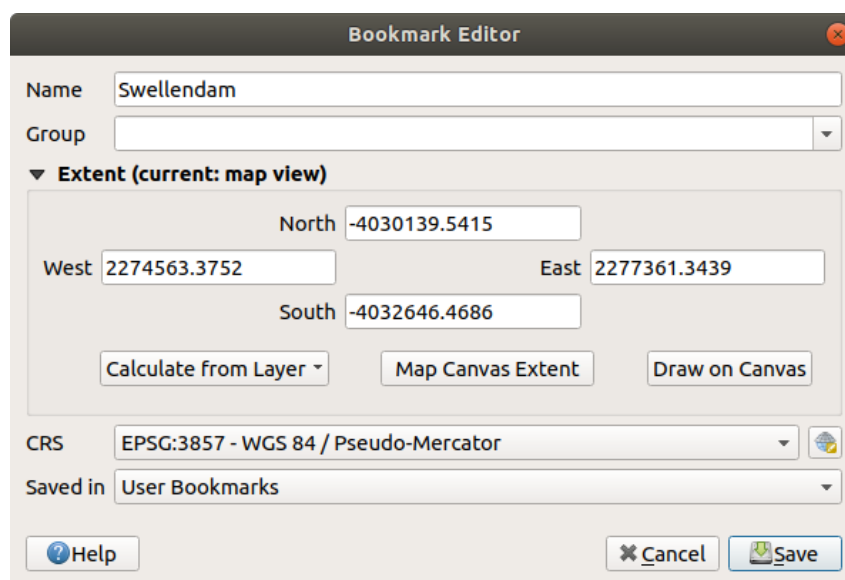 Bookmark Editor
Name Swellendam
Group
Extent (current: map view)
North -4030139.5415
West 2274563.3752 East 2277361.3439
South -4032646.4686
Calculate from Layer Map Canvas Extent Draw on Canvas
CRS EPSG:3857 - WGS 84 / Pseudo-Mercator
Saved in User Bookmarks
Help Cancel Save